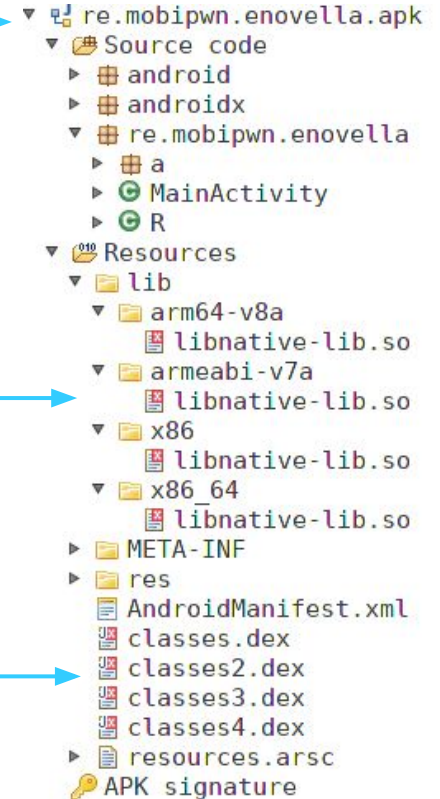 re.mobipwn.enovella.apk
Source code
android
androidx
re.mobipwn.enovella
a
MainActivity
R
Resources
lib
arm64-v8a
libnative-lib.so
armeabi-v7a
libnative-lib.so
x86
libnative-lib.so
x86_64
libnative-lib.so
META-INF
res
AndroidManifest.xml
classes.dex
classes2.dex
classes3.dex
classes4.dex
resources.arsc
APK signature